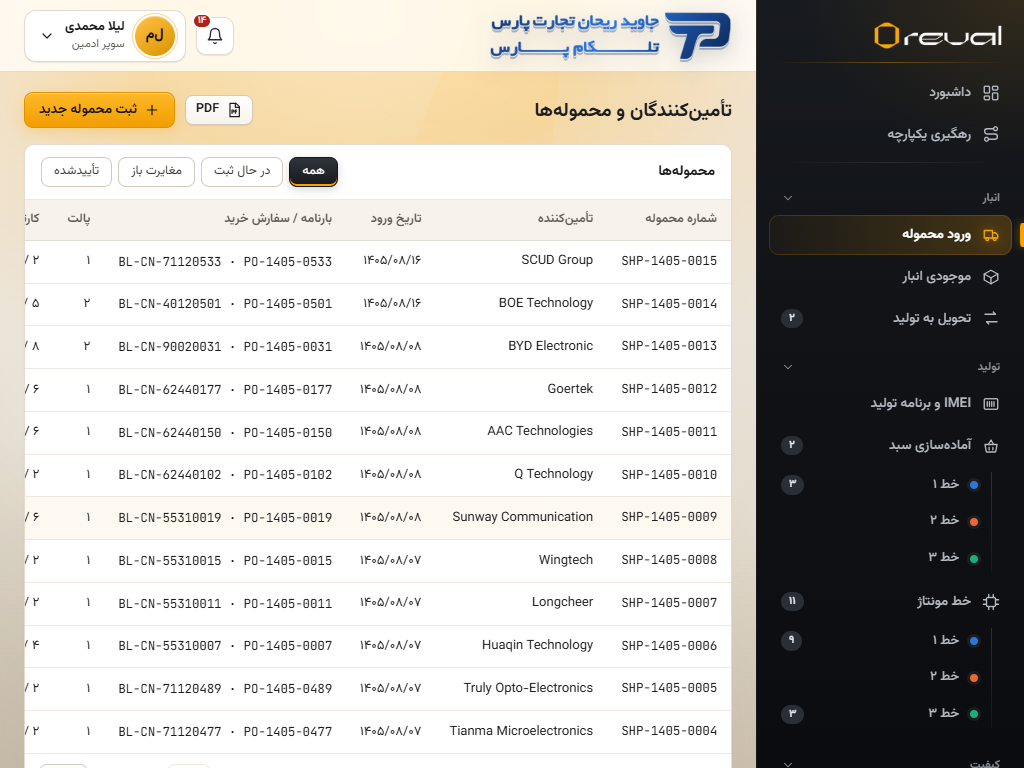 reval
داشبورد
رهگیری یکپارچه
انبار
ورود محموله
موجودی انبار
تحویل به تولید ۲
تولید
IMEI و برنامه تولید
آماده‌سازی سبد ۲
خط ۱ ۳
خط ۲
خط ۳
خط مونتاژ ۱۱
خط ۱ ۹
خط ۲
خط ۳ ۳
کیفیت
جاوید ریحان تجارت پارس
تلکام پارس
۱۴
لیلا محمدی
سوپر ادمین
ل‌م
تأمین‌کنندگان و محموله‌ها
PDF
ثبت محموله جدید
محموله‌ها
همه
در حال ثبت
مغایرت باز
تأییدشده
شماره محموله تأمین‌کننده تاریخ ورود بارنامه / سفارش خرید پالت
SHP-1405-0015 SCUD Group ۱۴۰۵/۰۸/۱۶ BL-CN-71120533 · PO-1405-0533 ۱ ۲ /
SHP-1405-0014 BOE Technology ۱۴۰۵/۰۸/۱۶ BL-CN-40120501 · PO-1405-0501 ۲ ۵ /
SHP-1405-0013 BYD Electronic ۱۴۰۵/۰۸/۰۸ BL-CN-90020031 · PO-1405-0031 ۲ ۸ /
SHP-1405-0012 Goertek ۱۴۰۵/۰۸/۰۸ BL-CN-62440177 · PO-1405-0177 ۱ ۶ /
SHP-1405-0011 AAC Technologies ۱۴۰۵/۰۸/۰۸ BL-CN-62440150 · PO-1405-0150 ۱ ۶ /
SHP-1405-0010 Q Technology ۱۴۰۵/۰۸/۰۸ BL-CN-62440102 · PO-1405-0102 ۱ ۲ /
SHP-1405-0009 Sunway Communication ۱۴۰۵/۰۸/۰۸ BL-CN-55310019 · PO-1405-0019 ۱ ۶ /
SHP-1405-0008 Wingtech ۱۴۰۵/۰۸/۰۷ BL-CN-55310015 · PO-1405-0015 ۱ ۲ /
SHP-1405-0007 Longcheer ۱۴۰۵/۰۸/۰۷ BL-CN-55310011 · PO-1405-0011 ۱ ۲ /
SHP-1405-0006 Huaqin Technology ۱۴۰۵/۰۸/۰۷ BL-CN-55310007 · PO-1405-0007 ۱ ۴ /
SHP-1405-0005 Truly Opto-Electronics ۱۴۰۵/۰۸/۰۷ BL-CN-71120489 · PO-1405-0489 ۱ ۲ /
SHP-1405-0004 Tianma Microelectronics ۱۴۰۵/۰۸/۰۷ BL-CN-71120477 · PO-1405-0477 ۱ ۲ /